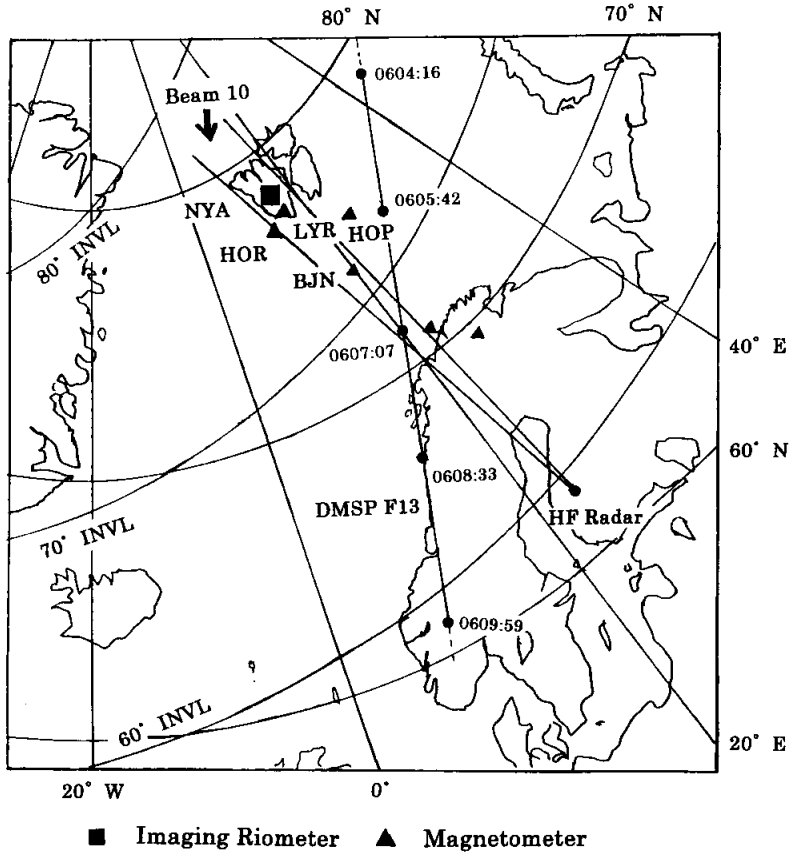 80° N
70° N
0604:16
Beam 10
0605:42
NYA
LYR
HOP
HOR
80° INVL
BJN
0607:07
40° E
60° N
0608:33
DMSP F13
HF Radar
70° INVL
0609:59
60° INVL
20° E
20° W
0°
■ Imaging Riometer ▲ Magnetometer